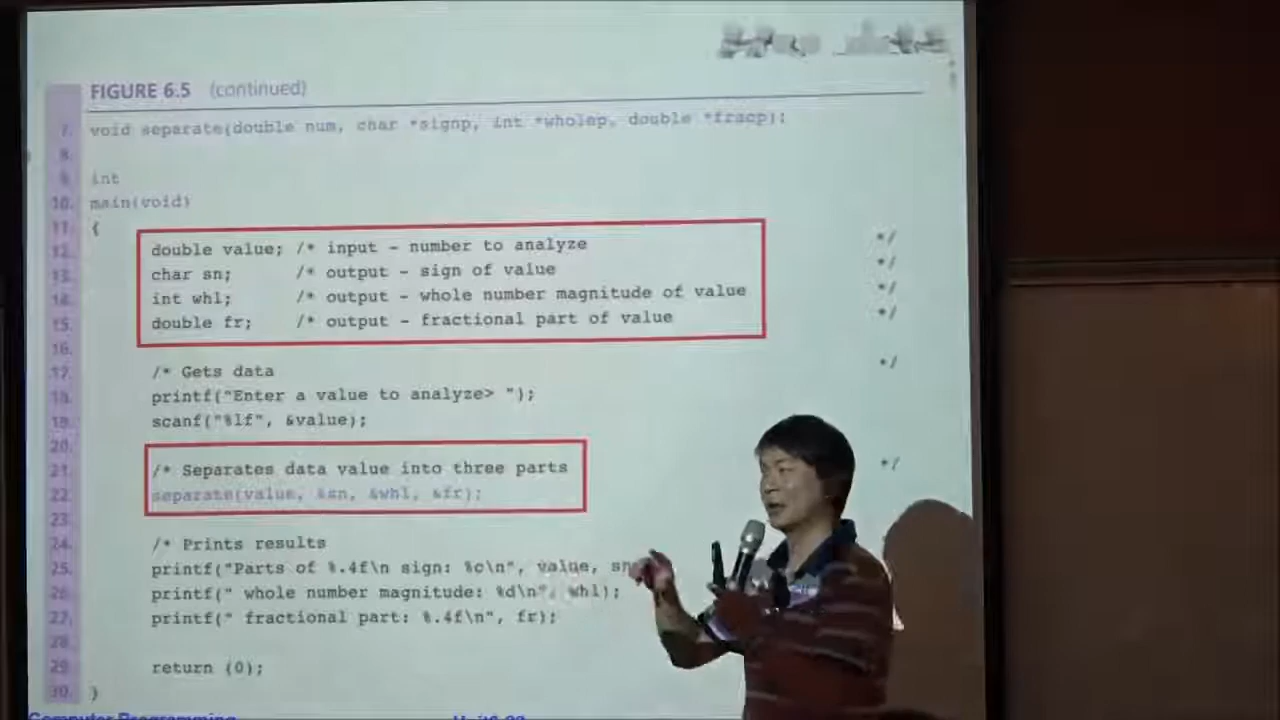 FIGURE 6.5 (continued)
7. void separate(double num, char *signp, int *wholep, double *fracp);
8.
9. int
10. main(void)
11. {
12. double value; /* input - number to analyze */
13. char sn; /* output - sign of value */
14. int whl; /* output - whole number magnitude of value */
15. double fr; /* output - fractional part of value */
16.
17. /* Gets data */
18. printf("Enter a value to analyze> ");
19. scanf("%lf", &value);
20.
21. /* Separates data value into three parts */
22. separate(value, &sn, &whl, &fr);
23.
24. /* Prints results
25. printf("Parts of %.4f\n sign: %c\n", value, sn
26. printf(" whole number magnitude: %d\n", whl);
27. printf(" fractional part: %.4f\n", fr);
28.
29. return (0);
30. }
Computer Programming